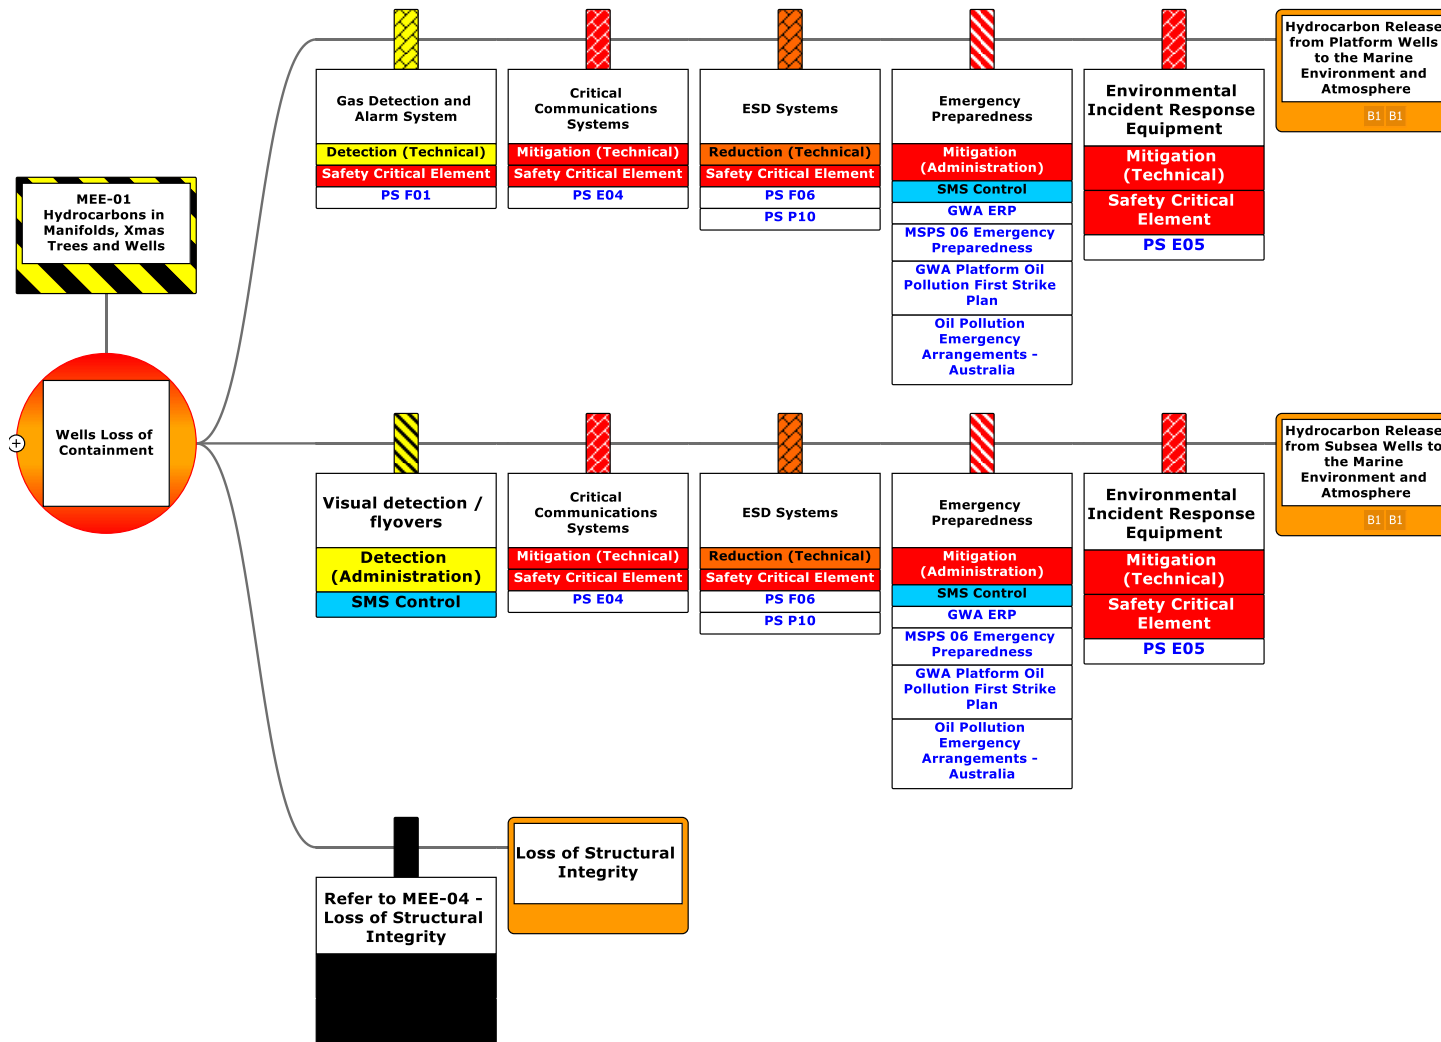 MEE-01
Hydrocarbons in
Manifolds, Xmas
Trees and Wells
Wells Loss of
Containment
Gas Detection and
Alarm System
Detection (Technical)
Safety Critical Element
PS F01
Critical
Communications
Systems
Mitigation (Technical)
Safety Critical Element
PS E04
ESD Systems
Reduction (Technical)
Safety Critical Element
PS F06
PS P10
Emergency
Preparedness
Mitigation
(Administration)
SMS Control
GWA ERP
MSPS 06 Emergency
Preparedness
GWA Platform Oil
Pollution First Strike
Plan
Oil Pollution
Emergency
Arrangements -
Australia
Environmental
Incident Response
Equipment
Mitigation
(Technical)
Safety Critical
Element
PS E05
Hydrocarbon Release
from Platform Wells
to the Marine
Environment and
Atmosphere
B1 B1
Visual detection /
flyovers
Detection
(Administration)
SMS Control
Critical
Communications
Systems
Mitigation (Technical)
Safety Critical Element
PS E04
ESD Systems
Reduction (Technical)
Safety Critical Element
PS F06
PS P10
Emergency
Preparedness
Mitigation
(Administration)
SMS Control
GWA ERP
MSPS 06 Emergency
Preparedness
GWA Platform Oil
Pollution First Strike
Plan
Oil Pollution
Emergency
Arrangements -
Australia
Environmental
Incident Response
Equipment
Mitigation
(Technical)
Safety Critical
Element
PS E05
Hydrocarbon Release
from Subsea Wells to
the Marine
Environment and
Atmosphere
B1 B1
Refer to MEE-04 -
Loss of Structural
Integrity
Loss of Structural
Integrity